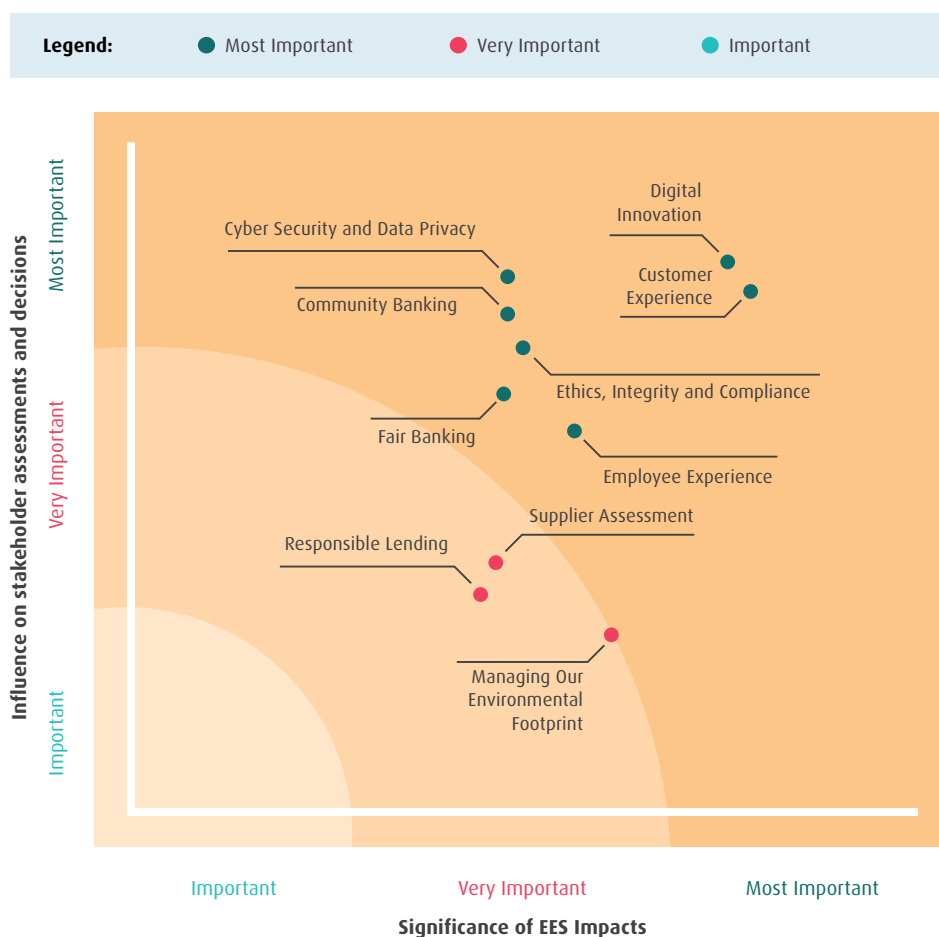 Legend:
Most Important
Very Important
Important
Influence on stakeholder assessments and decisions
Most Important
Very Important
Important
Digital
Innovation
Cyber Security and Data Privacy
Customer
Experience
Community Banking
Ethics, Integrity and Compliance
Fair Banking
Employee Experience
Supplier Assessment
Responsible Lending
Managing Our
Environmental
Footprint
Important
Very Important
Most Important
Significance of EES Impacts